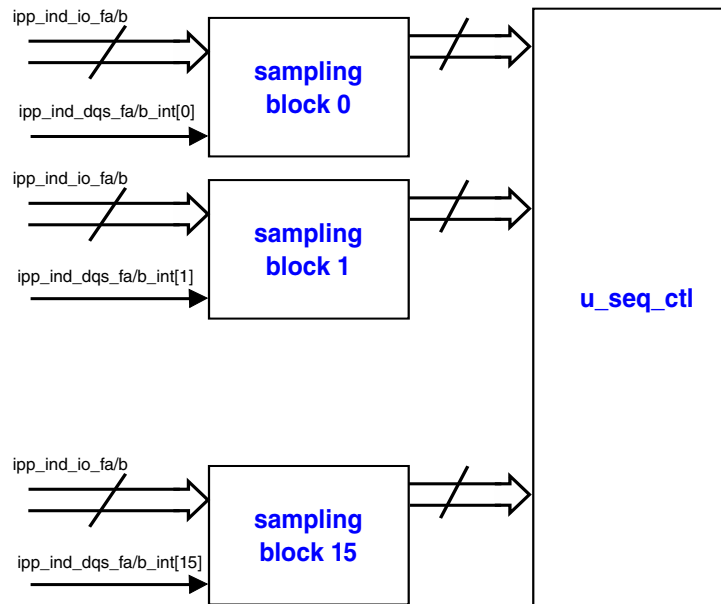 ipp_ind_io_fa/b
sampling
block 0
ipp_ind_dqs_fa/b_int[0]
ipp_ind_io_fa/b
sampling
block 1
ipp_ind_dqs_fa/b_int[1]
u_seq_ctl
ipp_ind_io_fa/b
sampling
block 15
ipp_ind_dqs_fa/b_int[15]